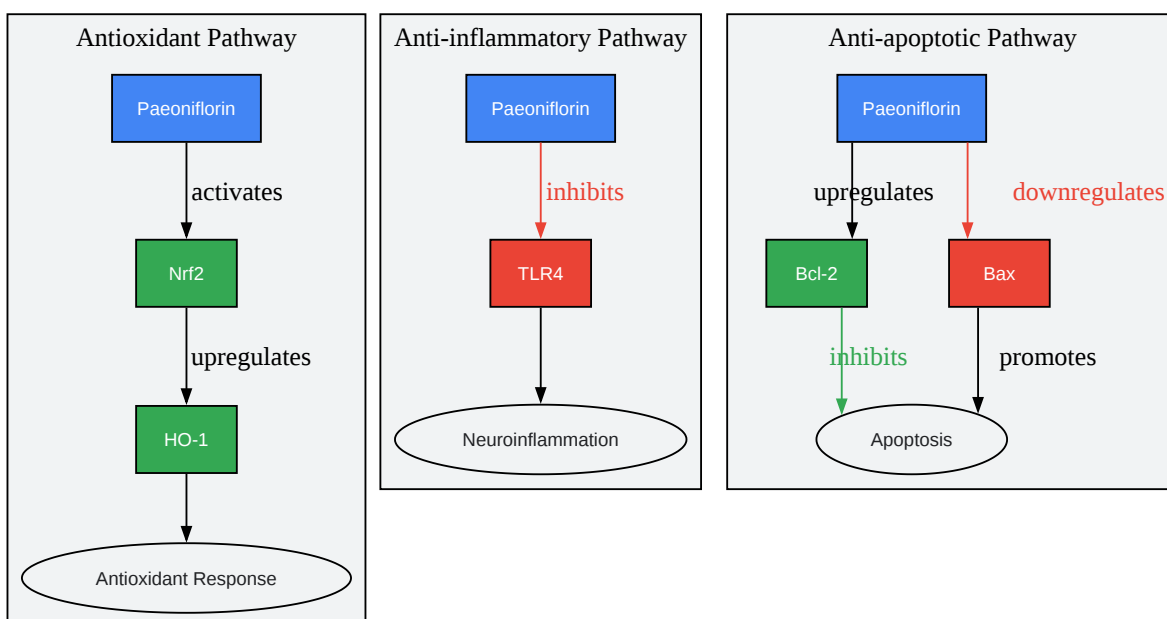 Antioxidant Pathway
Paeoniflorin
activates
Nrf2
upregulates
HO-1
Antioxidant Response
Anti-inflammatory Pathway
Paeoniflorin
inhibits
TLR4
Neuroinflammation
Anti-apoptotic Pathway
Paeoniflorin
upregulates
downregulates
Bcl-2
Bax
inhibits
promotes
Apoptosis